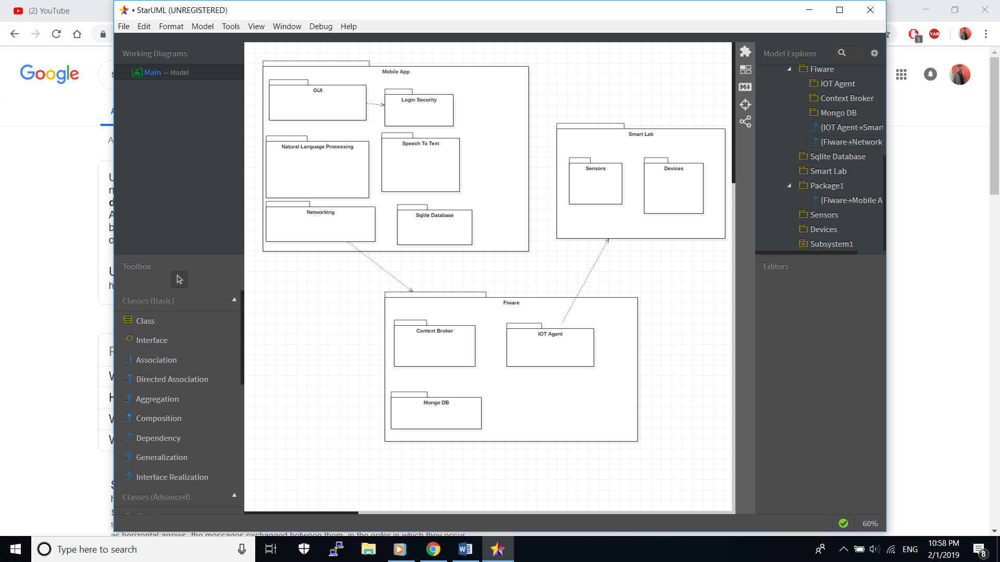 (2) YouTube
• StarUML (UNREGISTERED)
File Edit Format Model Tools View Window Debug Help
3
YAB
Google
Working Diagrams
Main — Model
Toolbox
Classes (Basic)
Class
Interface
Association
Directed Association
Aggregation
Composition
Dependency
Generalization
Interface Realization
Classes (Advanced)
Mobile App
GUI
Login Security
Natural Language Processing
Speech To Text
Networking
Sqlite Database
Smart Lab
Sensors
Devices
Fiware
Context Broker
IOT Agent
Mongo DB
Model Explorer
Fiware
IOT Agent
Context Broker
Mongo DB
(IOT Agent→Smart
(Fiware→Network
Sqlite Database
Smart Lab
Package1
(Fiware→Mobile A
Sensors
Devices
Subsystem1
Editors
60%
as horizontal arrows, the messages exchanged between them, in the order in which they occur.
Type here to search
ENG
10:58 PM
2/1/2019
8